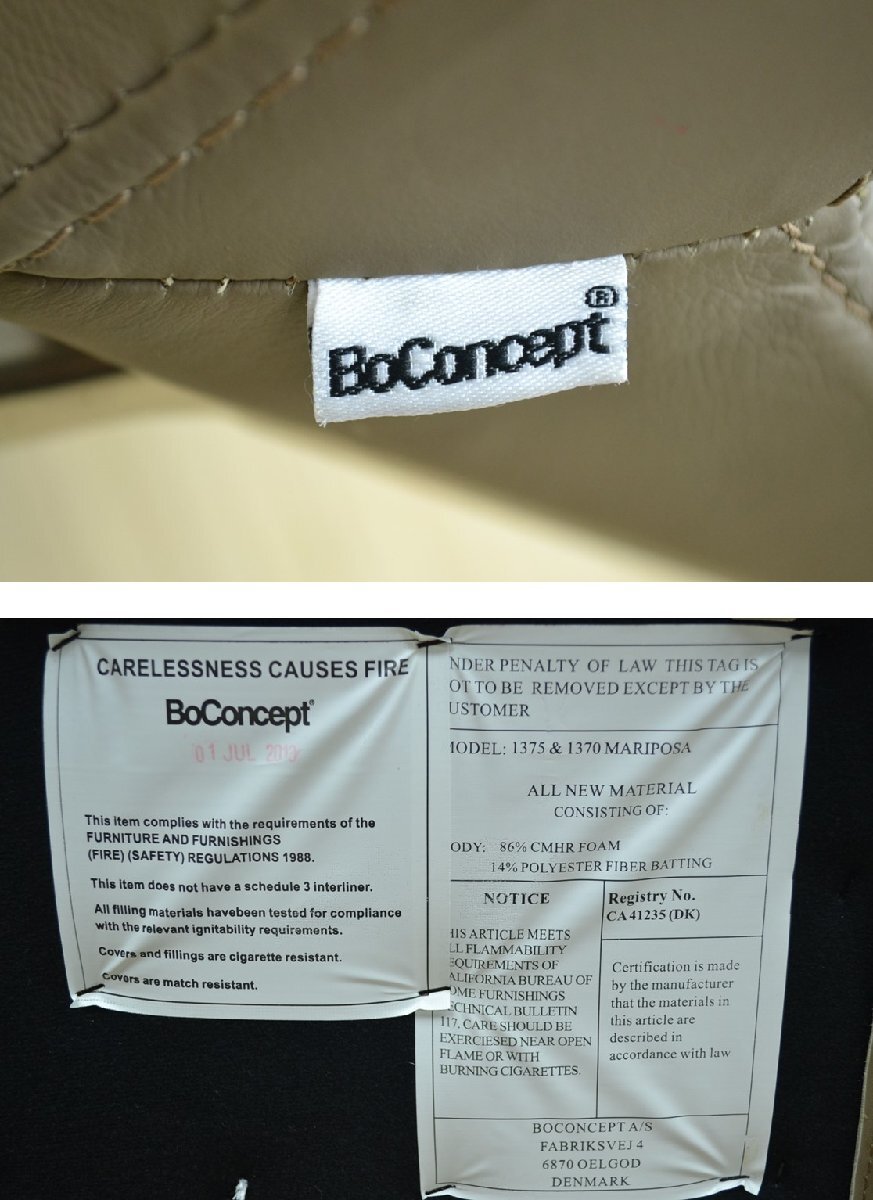 BoConcept®
CARELESSNESS CAUSES FIRE
BoConcept®
01 JUL
This item complies with the requirements of the
FURNITURE AND FURNISHINGS
(FIRE) (SAFETY) REGULATIONS 1988.
This item does not have a schedule 3 interliner.
All filling materials havebeen tested for compliance
with the relevant ignitability requirements.
Covers and fillings are cigarette resistant.
Covers are match resistant.
NDER PENALTY OF LAW THIS TAG IS
OT TO BE REMOVED EXCEPT BY THE
USTOMER
MODEL: 1375 & 1370 MARIPOSA
ALL NEW MATERIAL
CONSISTING OF:
ODY: 86% CMHR FOAM
14% POLYESTER FIBER BATTING
NOTICE
HIS ARTICLE MEETS
LL FLAMMABILITY
EQUIREMENTS OF
ALIFORNIA BUREAU OF
OME FURNISHINGS
ECHNICAL BULLETIN
117, CARE SHOULD BE
EXERCIESED NEAR OPEN
FLAME OR WITH
BURNING CIGARETTES.
Registry No.
CA 41235 (DK)
Certification is made
by the manufacturer
that the materials in
this article are
described in
accordance with law
BOCONCEPT A/S
FABRIKSVEJ 4
6870 OELGOD
DENMARK